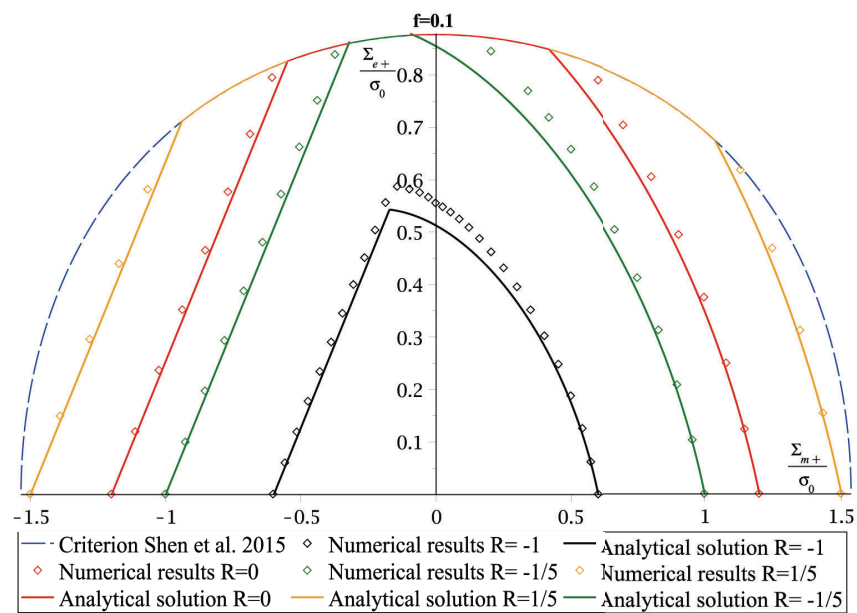 f=0.1
Σe+
σ0
0.8
0.7
0.6
0.5
0.4
0.3
0.2
0.1
Σm+
σ0
-1.5 -1 -0.5 0 0.5 1 1.5
Criterion Shen et al. 2015 Numerical results R= -1 Analytical solution R= -1
Numerical results R=0 Numerical results R= -1/5 Numerical results R=1/5
Analytical solution R=0 Analytical solution R=1/5 Analytical solution R= -1/5